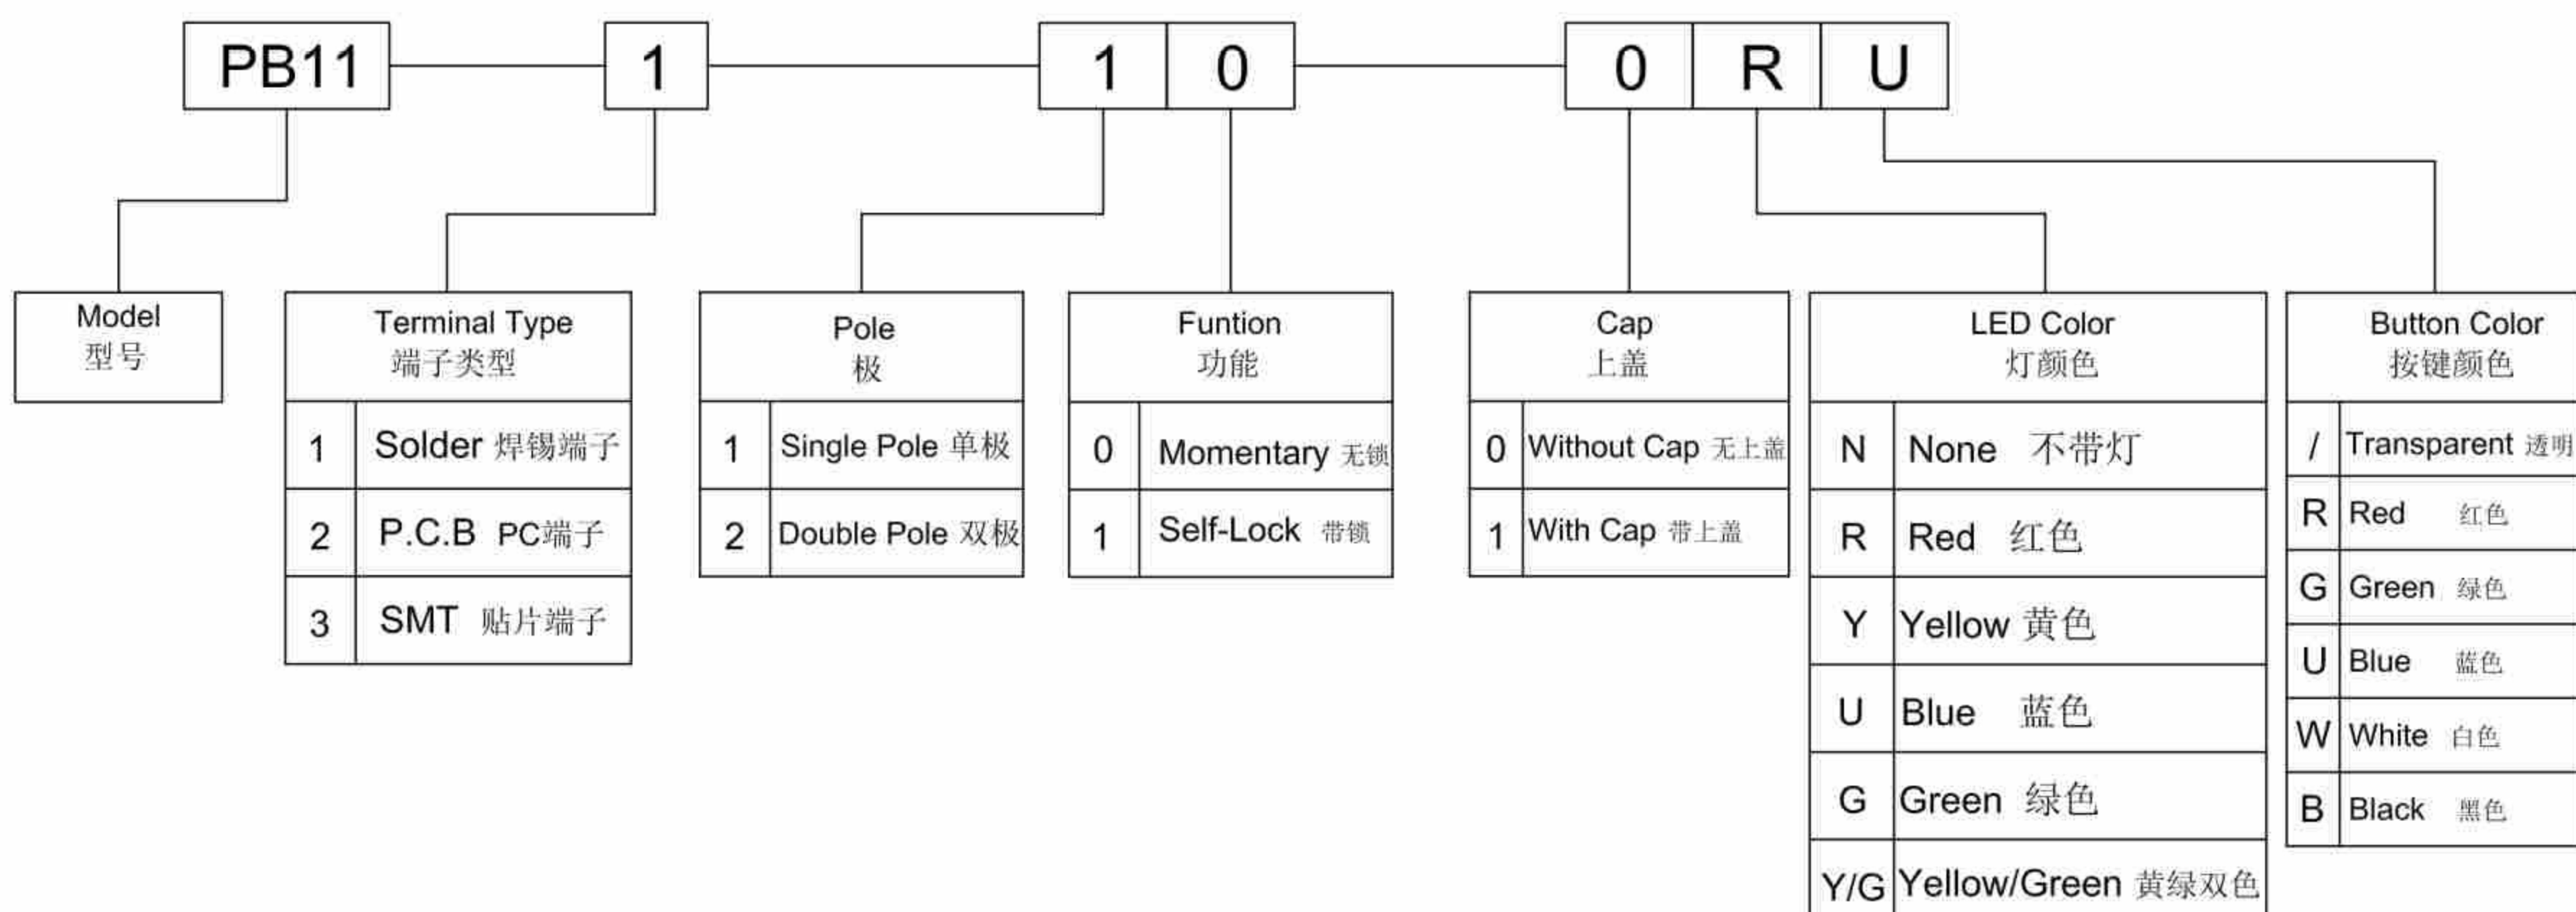 PB11 1 1 0 0 R U
Model
型号
Terminal Type
端子类型
1 Solder 焊锡端子
2 P.C.B PC端子
3 SMT 贴片端子
Pole
极
1 Single Pole 单极
2 Double Pole 双极
Funtion
功能
0 Momentary 无锁
1 Self-Lock 带锁
Cap
上盖
0 Without Cap 无上盖
1 With Cap 带上盖
LED Color
灯颜色
N None 不带灯
R Red 红色
Y Yellow 黄色
U Blue 蓝色
G Green 绿色
Y/G Yellow/Green 黄绿双色
Button Color
按键颜色
/ Transparent 透明
R Red 红色
G Green 绿色
U Blue 蓝色
W White 白色
B Black 黑色